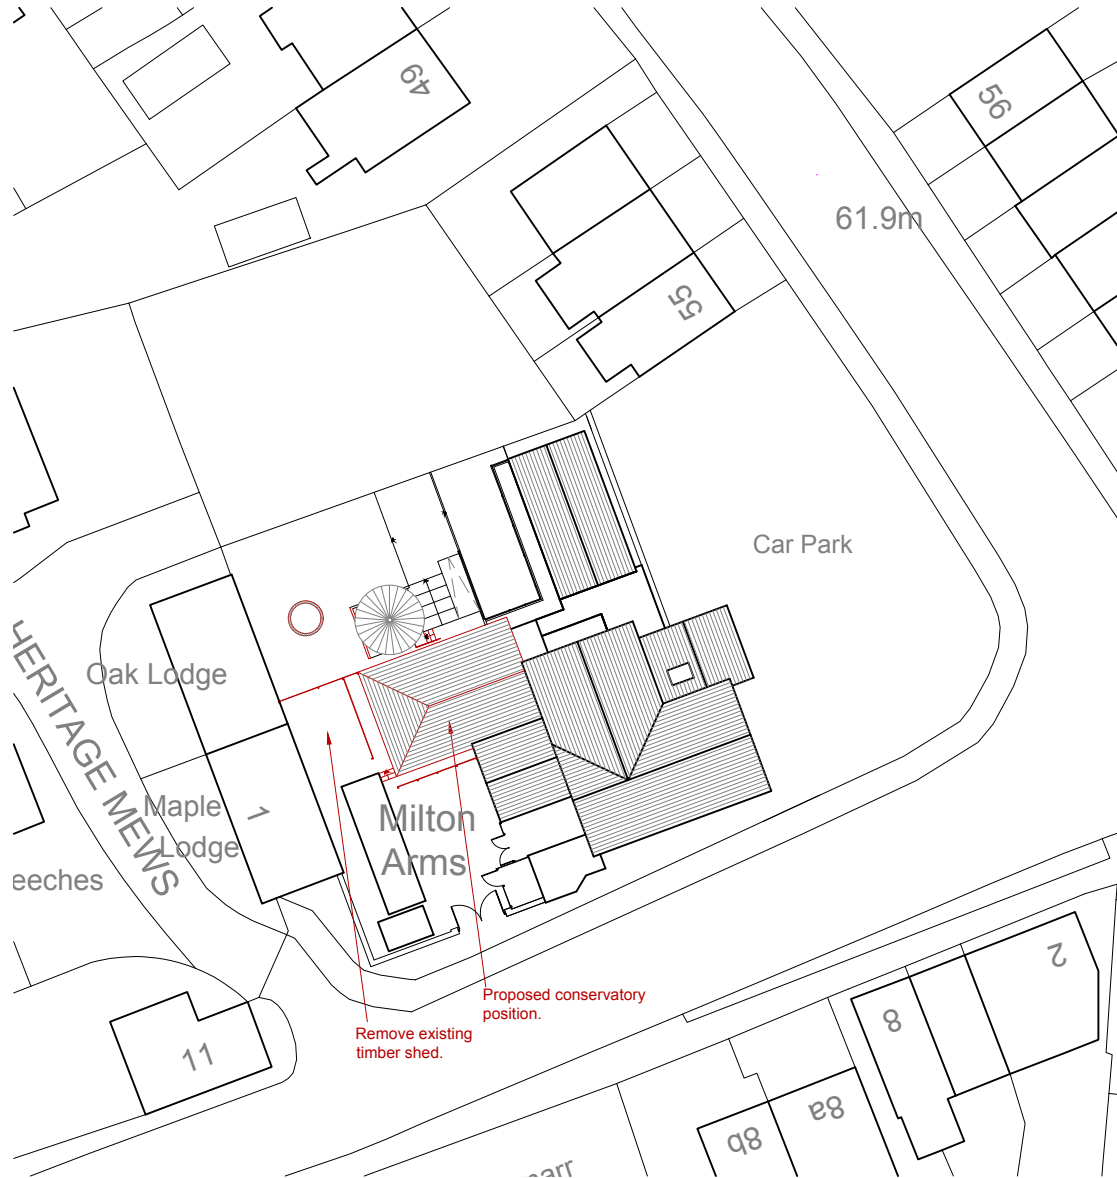 49
56
61.9m
55
Car Park
HERITAGE MEWS
Oak Lodge
Maple
Lodge
1
Milton
Arms
eeches
Proposed conservatory
position.
Remove existing
timber shed.
11
2
8
8a
8b